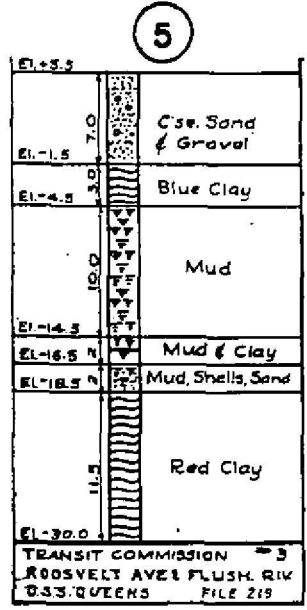 5
El.+5.5
7.0
C'se. Sand
& Gravel
El.-1.5
3.0
Blue Clay
El.-4.5
10.0
Mud
El.-14.5
2
Mud & Clay
El.-16.5
2
Mud, Shells, Sand
El.-18.5
11.5
Red Clay
El.-30.0
TRANSIT COMMISSION #3
ROOSVELT AVE & FLUSH. RIV
QUEENS FILE 219